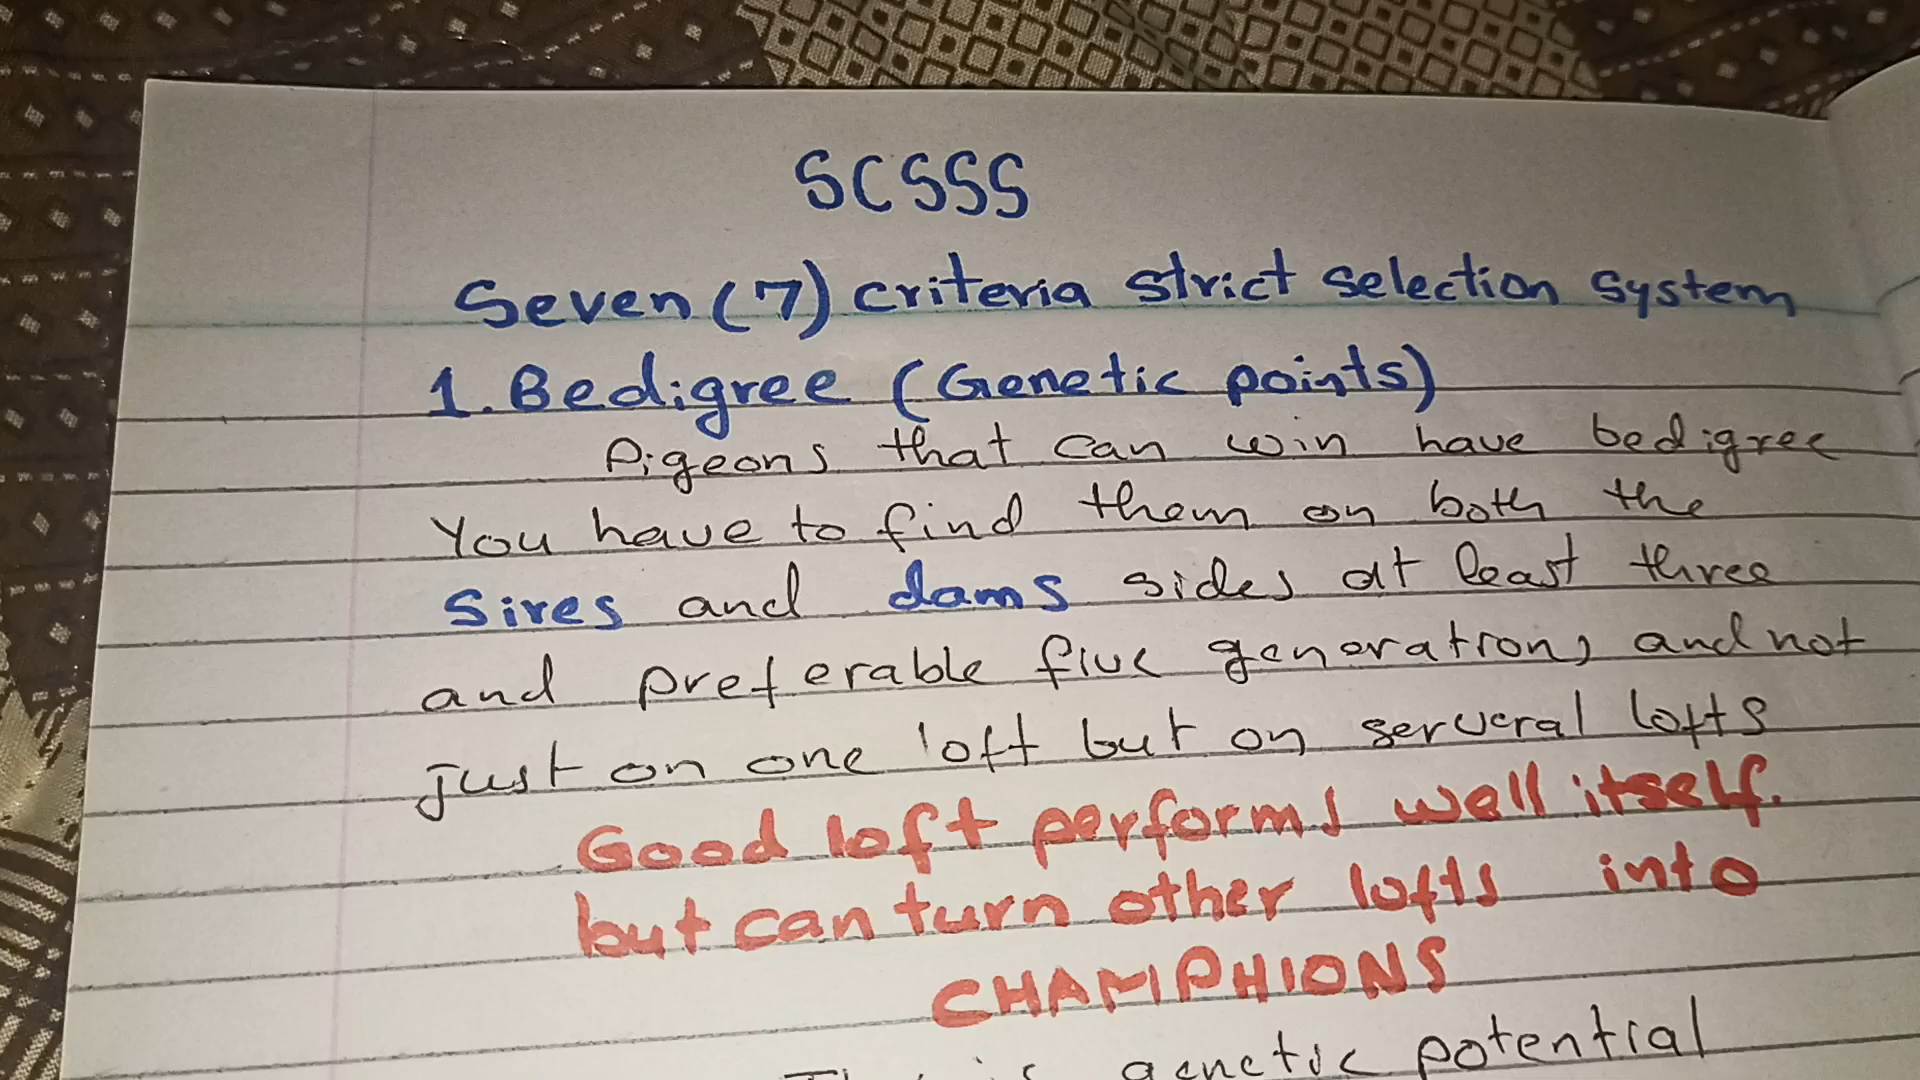 SCSSS
Seven (7) criteria strict selection system
1. Bedigree (Genetic points)
Pigeons that can win have bedigree
You have to find them on both the
Sires and dams sides at least three
and preferable five generations and not
just on one loft but on serveral lofts
Good loft performs well itself.
but can turn other lofts into
CHAMPHIONS
genetic potential